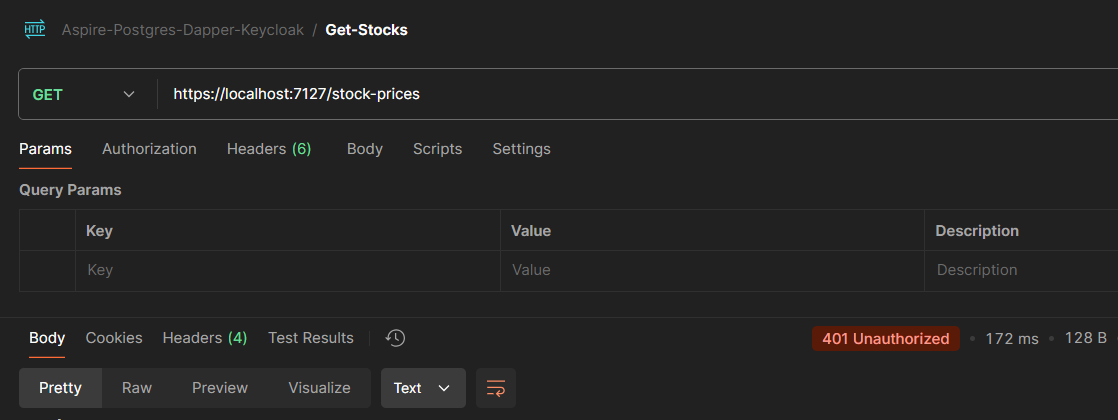 HTTP Aspire-Postgres-Dapper-Keycloak / Get-Stocks
GET https://localhost:7127/stock-prices
Params Authorization Headers (6) Body Scripts Settings
Query Params
Key Value Description
Key Value Description
Body Cookies Headers (4) Test Results 401 Unauthorized • 172 ms • 128 B
Pretty Raw Preview Visualize Text